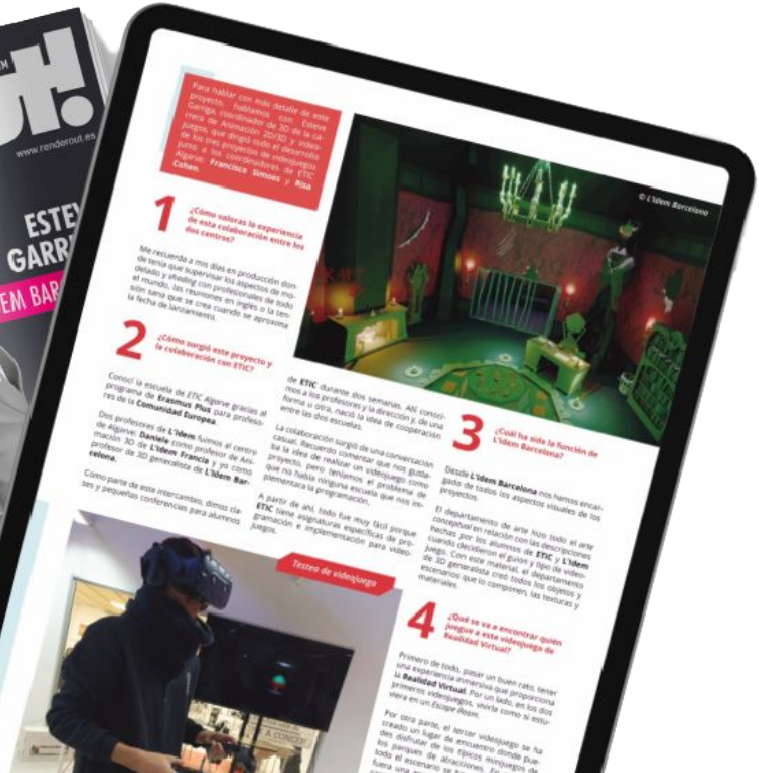 www.renderout.es
Para hablar con más detalle de este
proyecto, hablamos con Esteve
Garriga, coordinador de 3D de la ca-
rrera de Animación 2D/3D y video-
juegos, que dirigió todo el desarrollo
de los tres proyectos de videojuegos
junto a los coordinadores de ETIC
Algarve: Francisco Simoes y Risa
Cohen.
© L'Idem Barcelona
1
¿Cómo valoras la experiencia
de esta colaboración entre los
dos centros?
Me recuerda a mis días en producción don-
de tenía que supervisar los aspectos de mo-
delado y shading con profesionales de todo
el mundo, las reuniones en inglés o la ten-
sión sana que se crea cuando se aproxima
la fecha de lanzamiento.
2
¿Cómo surgió este proyecto y
la colaboración con ETIC?
Conocí la escuela de ETIC Algarve gracias al
programa de Erasmus Plus para profeso-
res de la Comunidad Europea.
Dos profesores de L'Idem fuimos al centro
de Algarve: Daniele como profesor de Ani-
mación 3D de L'Idem Francia y yo como
profesor de 3D generalista de L'Idem Bar-
celona.
Como parte de este intercambio, dimos cla-
ses y pequeñas conferencias para alumnos
de ETIC durante dos semanas. Allí conoci-
mos a los profesores y la dirección y, de una
forma u otra, nació la idea de cooperación
entre las dos escuelas.
La colaboración surgió de una conversación
casual. Recuerdo comentar que nos gusta-
ba la idea de realizar un videojuego como
proyecto, pero teníamos el problema de
que no había ninguna escuela que nos im-
plementara la programación.
A partir de ahí, todo fue muy fácil porque
ETIC tiene asignaturas específicas de pro-
gramación e implementación para video-
juegos.
3
¿Cuál ha sido la función de
L'Idem Barcelona?
Desde L'Idem Barcelona nos hemos encar-
gado de todos los aspectos visuales de los
proyectos.
El departamento de arte hizo todo el arte
conceptual en relación con las descripciones
hechas por los alumnos de ETIC y L'Idem
cuando decidieron el guión y tipo de video-
juego. Con este material, el departamento
de 3D generalista creó todos los objetos y
escenarios que lo componen, las texturas y
materiales.
Testeo de videojuego
4
¿Qué se va a encontrar quién
juegue a este videojuego de
Realidad Virtual?
Primero de todo, pasar un buen rato, tener
una experiencia inmersiva que proporciona
la Realidad Virtual. Por un lado, en los dos
primeros videojuegos, vivirla como si estu-
viera en un Escape Room.
Por otra parte, el tercer videojuego se ha
creado un lugar de encuentro donde pue-
des disfrutar de los típicos minijuegos de
los parques de atracciones. En
todo el escenario se
fuera una